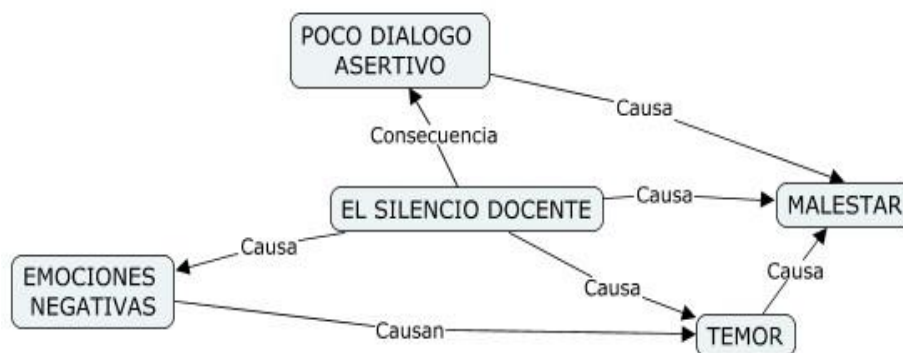 POCO DIALOGO
ASERTIVO
Causa
Consecuencia
EL SILENCIO DOCENTE
Causa
MALESTAR
Causa
EMOCIONES
NEGATIVAS
Causa
Causa
Causan
TEMOR